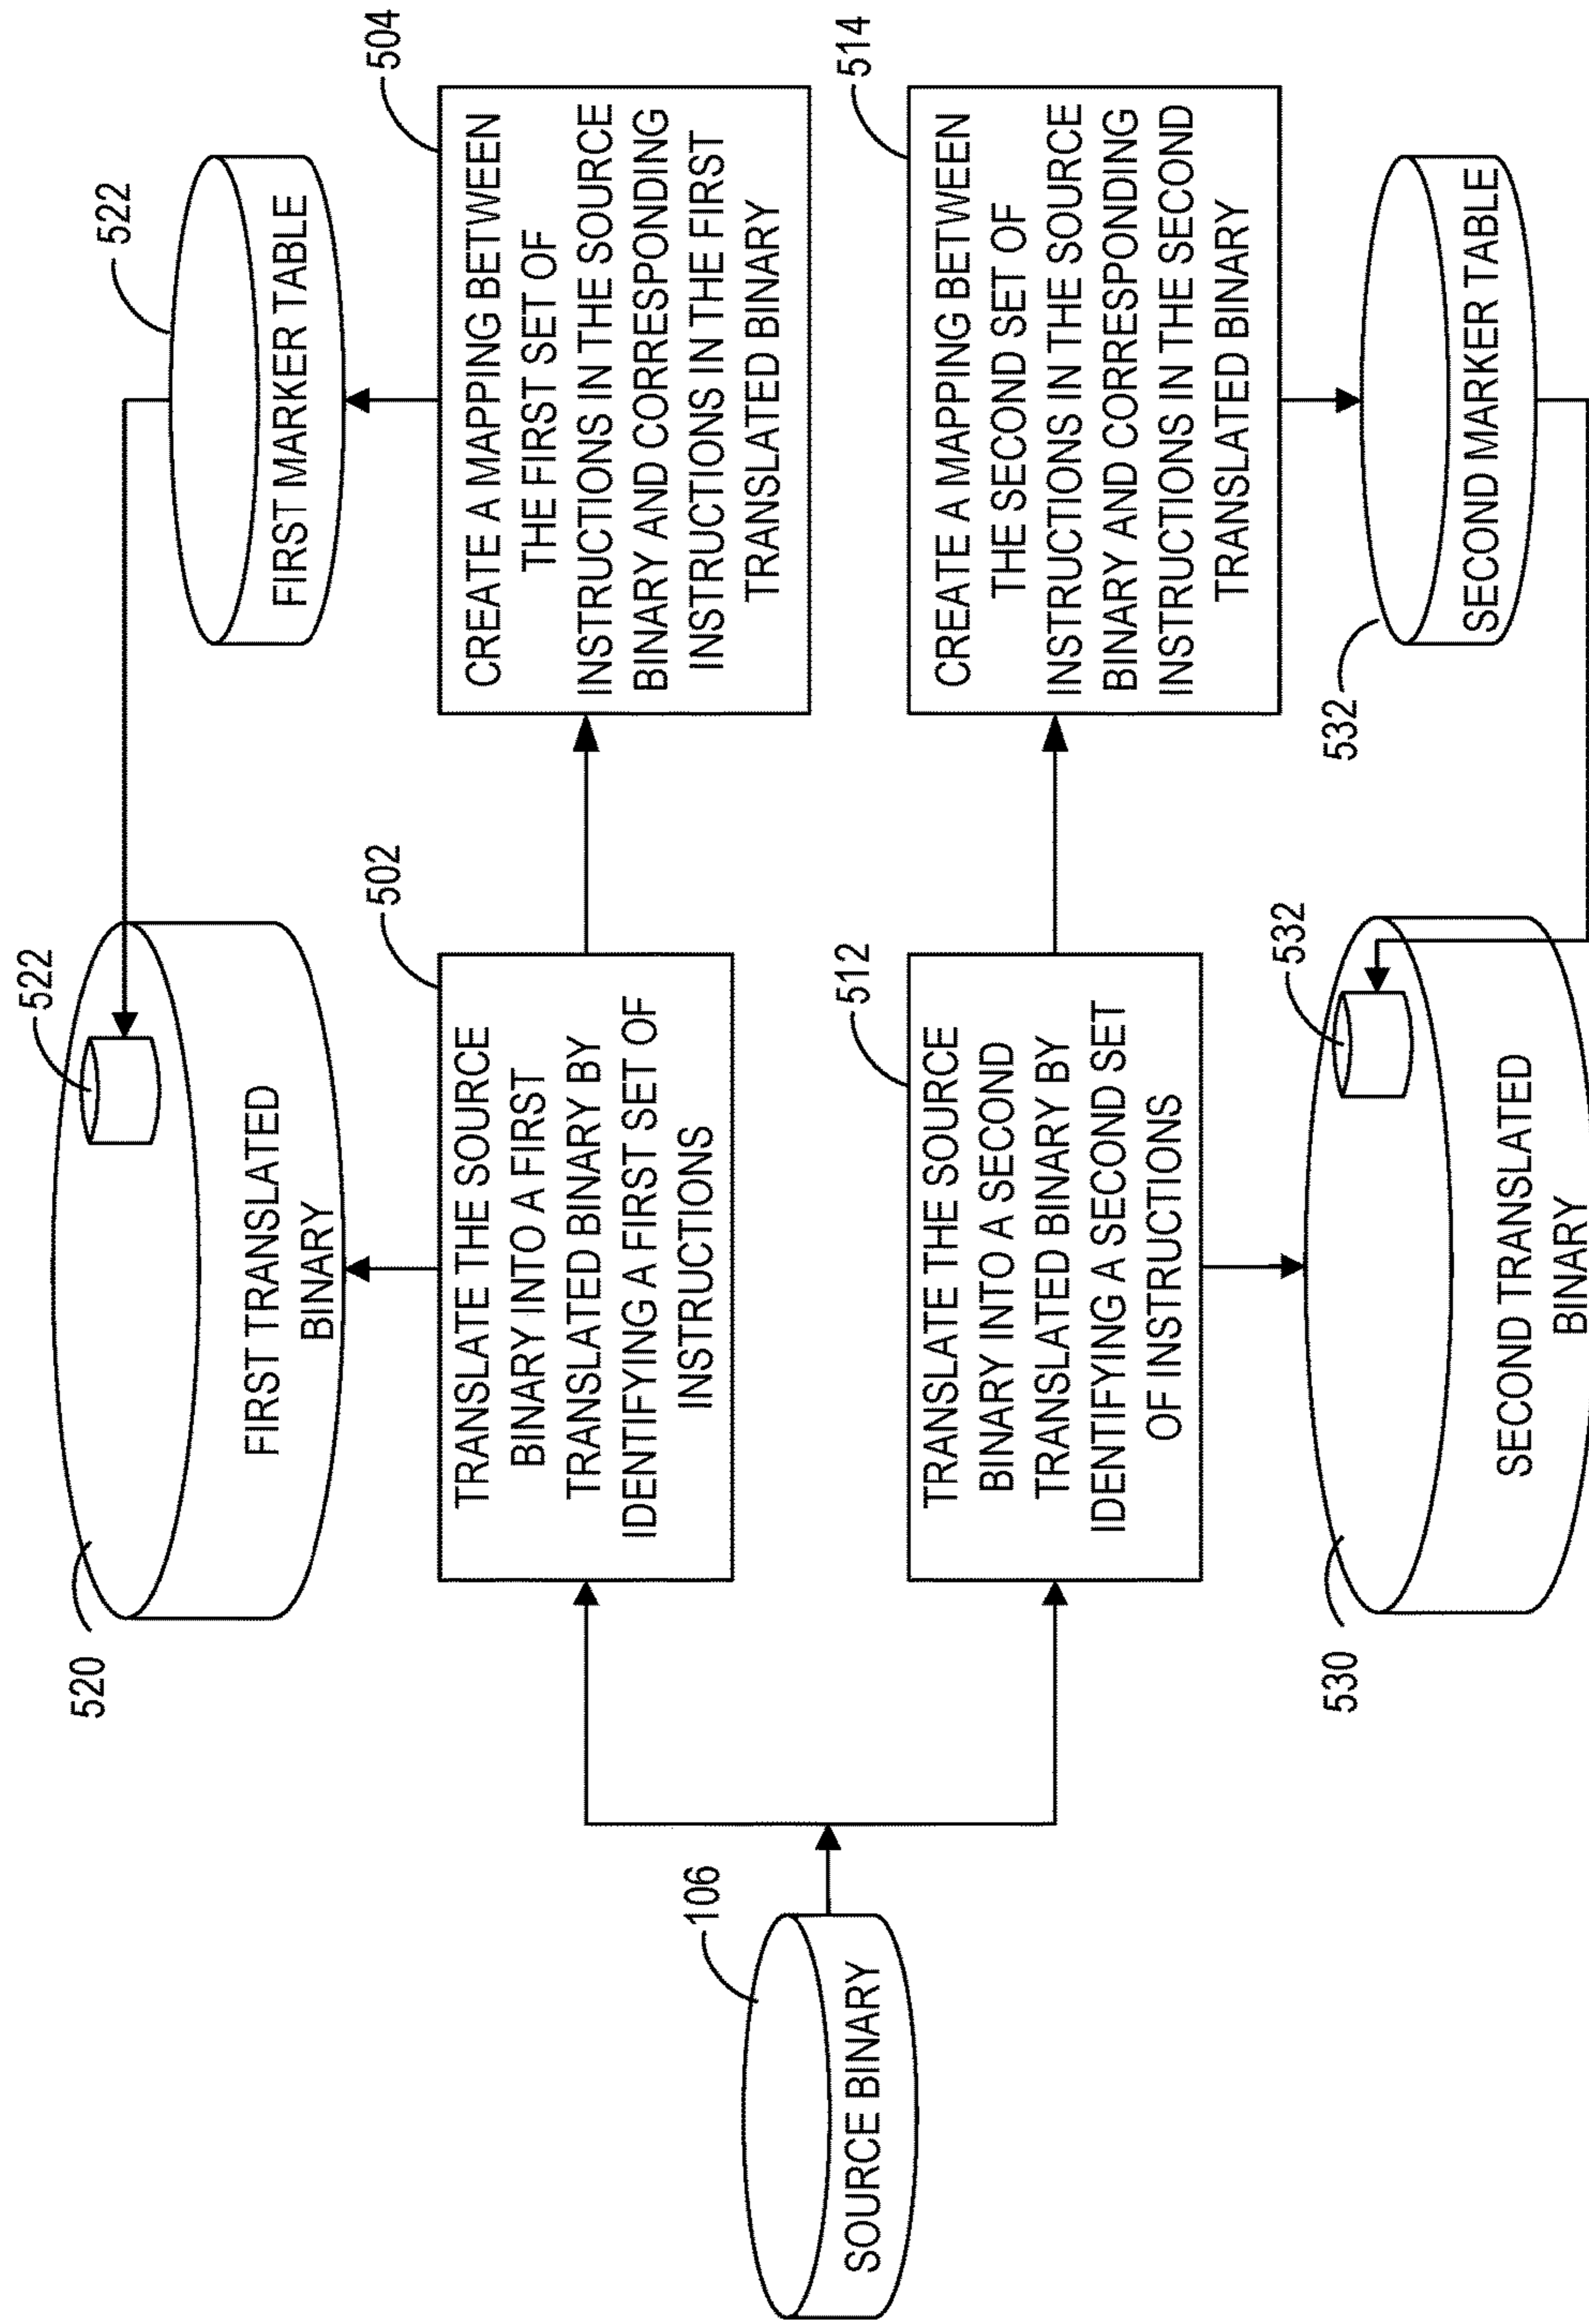 522
520
FIRST TRANSLATED
BINARY
522
FIRST MARKER TABLE
502
TRANSLATE THE SOURCE
BINARY INTO A FIRST
TRANSLATED BINARY BY
IDENTIFYING A FIRST SET OF
INSTRUCTIONS
504
CREATE A MAPPING BETWEEN
THE FIRST SET OF
INSTRUCTIONS IN THE SOURCE
BINARY AND CORRESPONDING
INSTRUCTIONS IN THE FIRST
TRANSLATED BINARY
106
SOURCE BINARY
512
TRANSLATE THE SOURCE
BINARY INTO A SECOND
TRANSLATED BINARY BY
IDENTIFYING A SECOND SET
OF INSTRUCTIONS
514
CREATE A MAPPING BETWEEN
THE SECOND SET OF
INSTRUCTIONS IN THE SOURCE
BINARY AND CORRESPONDING
INSTRUCTIONS IN THE SECOND
TRANSLATED BINARY
530
532
SECOND TRANSLATED
BINARY
532
SECOND MARKER TABLE